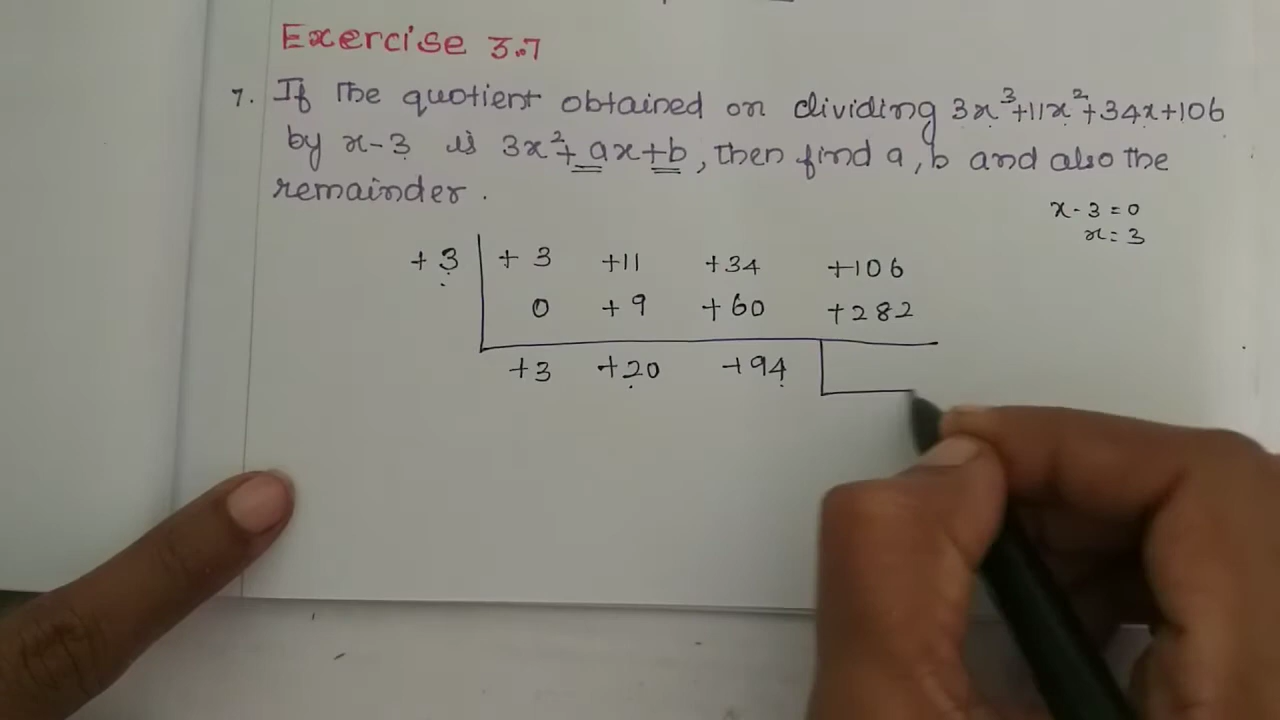 Exercise 3.7
7. If the quotient obtained on dividing 3x³+11x²+34x+106
by x-3 is 3x²+ax+b, then find a, b and also the
remainder.
x-3=0
x=3
+3 | +3 +11 +34 +106
0 +9 +60 +282
+3 +20 +94